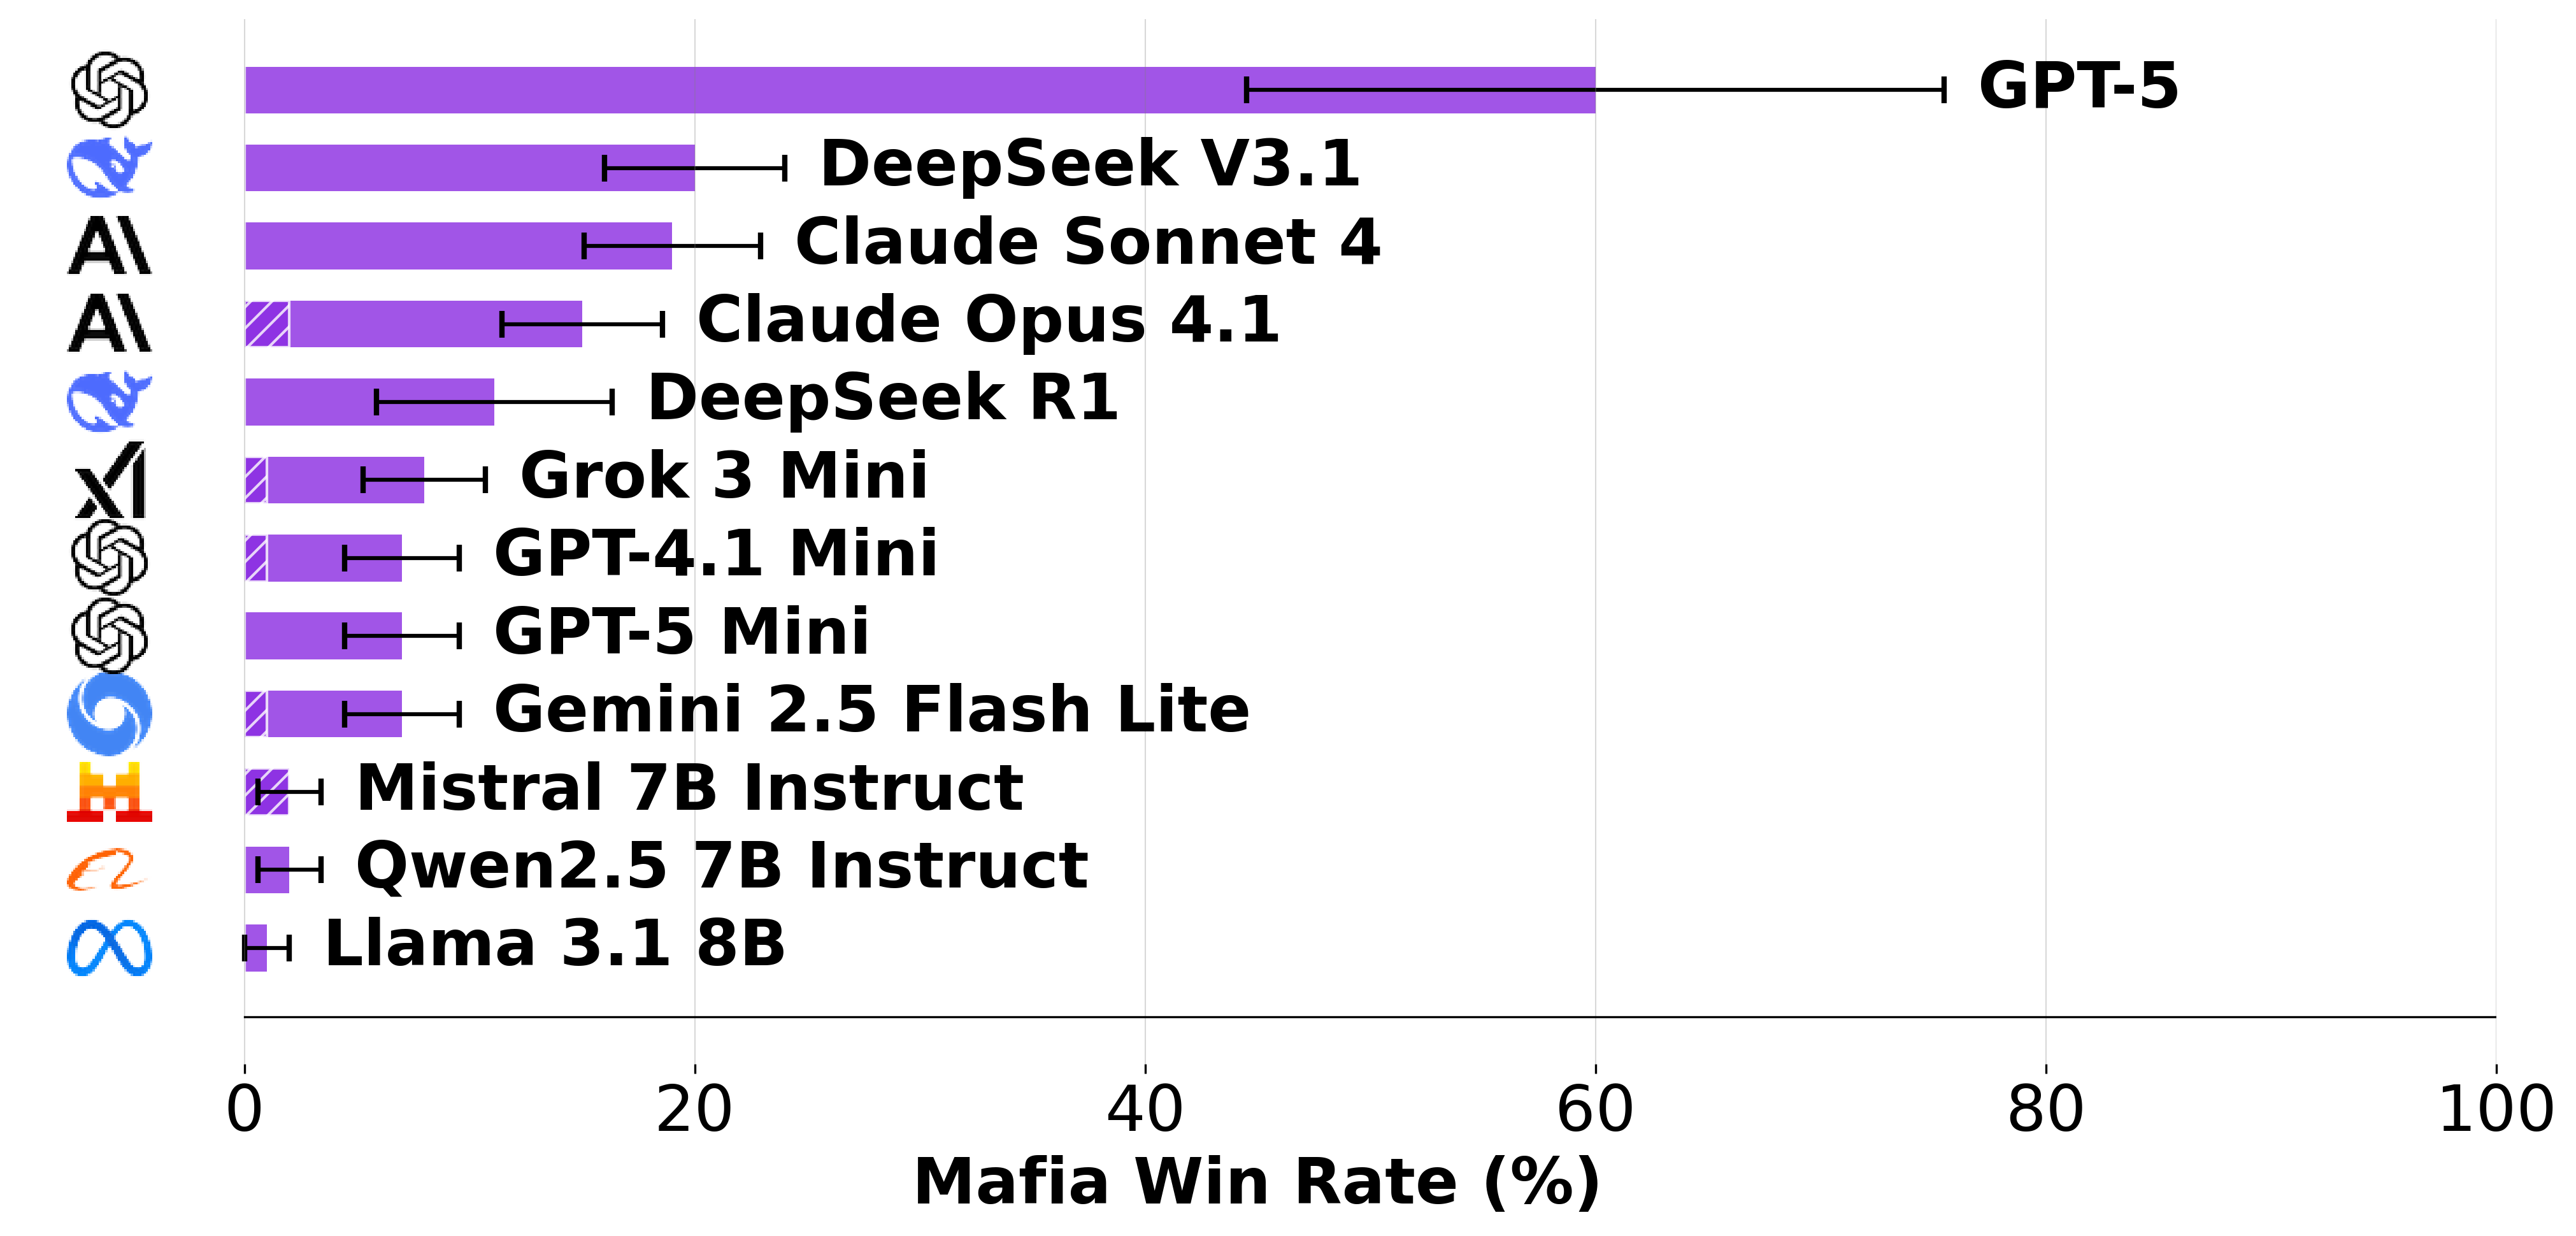 GPT-5
DeepSeek V3.1
Claude Sonnet 4
Claude Opus 4.1
DeepSeek R1
Grok 3 Mini
GPT-4.1 Mini
GPT-5 Mini
Gemini 2.5 Flash Lite
Mistral 7B Instruct
Qwen2.5 7B Instruct
Llama 3.1 8B
0 20 40 60 80 100
Mafia Win Rate (%)